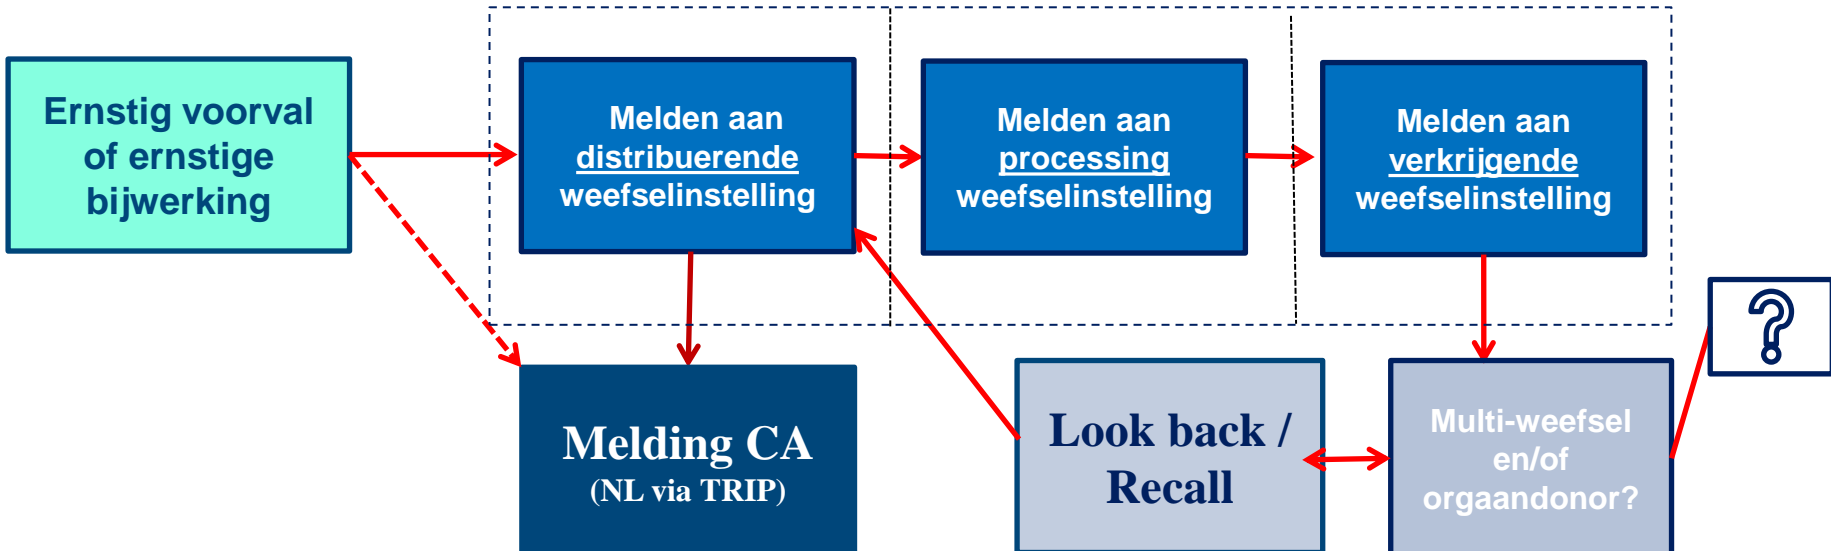 Ernstig voorval
of ernstige
bijwerking
Melden aan
distribuerende
weefselinstelling
Melden aan
processing
weefselinstelling
Melden aan
verkrijgende
weefselinstelling
Melding CA
(NL via TRIP)
Look back /
Recall
Multi-weefsel
en/of
orgaandonor?
?